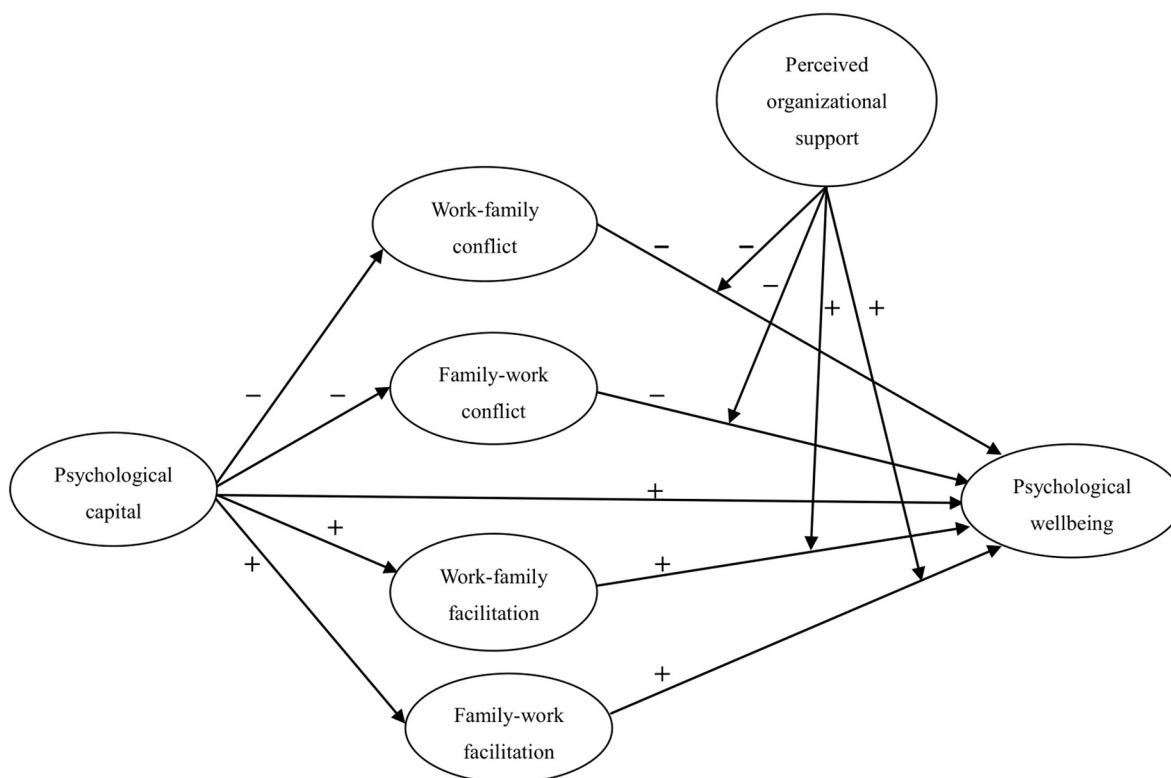 Perceived
organizational
support
Work-family
conflict
− − − + +
Family-work
conflict
− − −
Psychological
capital
+
Psychological
wellbeing
+
+
Work-family
facilitation
+
+
Family-work
facilitation